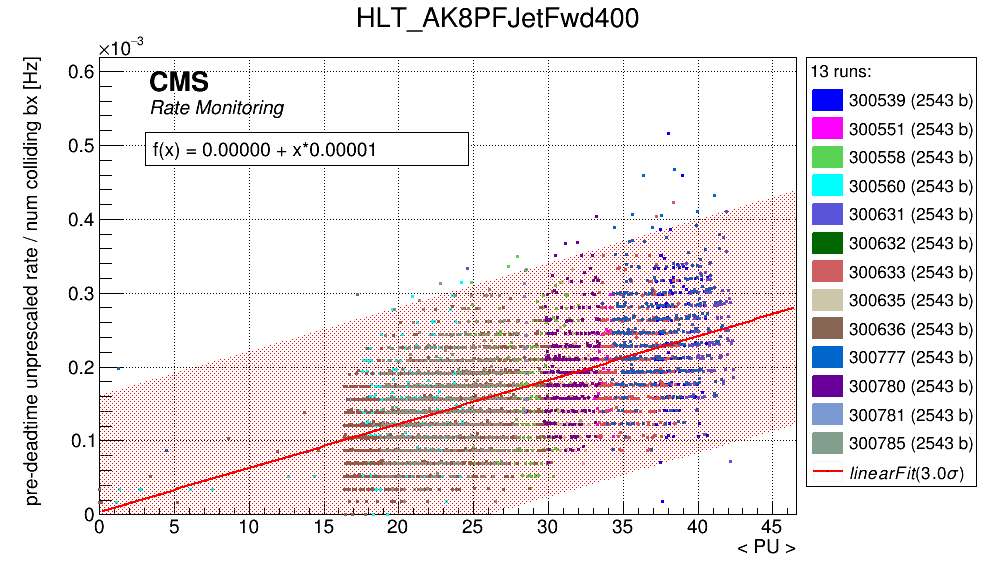 HLT_AK8PFJetFwd400
×10⁻³
pre-deadtime unprescaled rate / num colliding bx [Hz]
CMS
Rate Monitoring
f(x) = 0.00000 + x*0.00001
0.6
0.5
0.4
0.3
0.2
0.1
0
0 5 10 15 20 25 30 35 40 45
< PU >
13 runs:
300539 (2543 b)
300551 (2543 b)
300558 (2543 b)
300560 (2543 b)
300631 (2543 b)
300632 (2543 b)
300633 (2543 b)
300635 (2543 b)
300636 (2543 b)
300777 (2543 b)
300780 (2543 b)
300781 (2543 b)
300785 (2543 b)
linearFit(3.0σ)